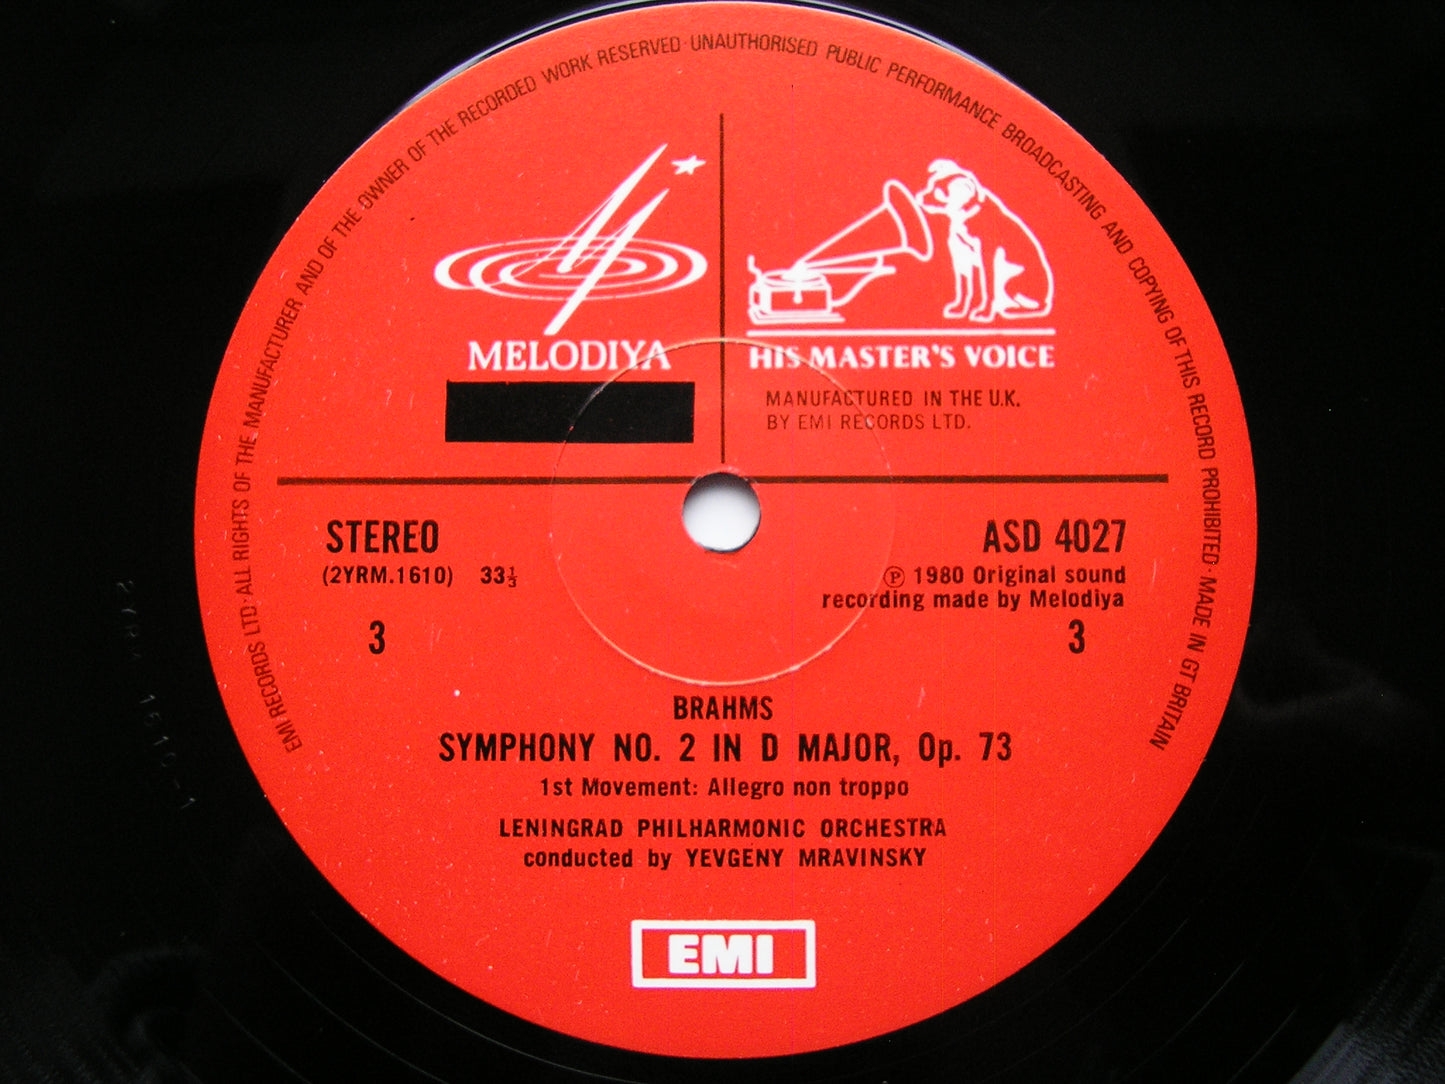 EMI RECORDS LTD·ALL RIGHTS OF THE MANUFACTURER AND OF THE OWNER OF THE RECORDED WORK RESERVED·UNAUTHORISED PUBLIC PERFORMANCE BROADCASTING AND COPYING OF THIS RECORD PROHIBITED·MADE IN GT BRITAIN
MELODIYA
HIS MASTER'S VOICE
MANUFACTURED IN THE U.K.
BY EMI RECORDS LTD.
STEREO
(2YRM.1610) 33⅓
3
ASD 4027
℗ 1980 Original sound
recording made by Melodiya
3
BRAHMS
SYMPHONY NO. 2 IN D MAJOR, Op. 73
1st Movement: Allegro non troppo
LENINGRAD PHILHARMONIC ORCHESTRA
conducted by YEVGENY MRAVINSKY
EMI